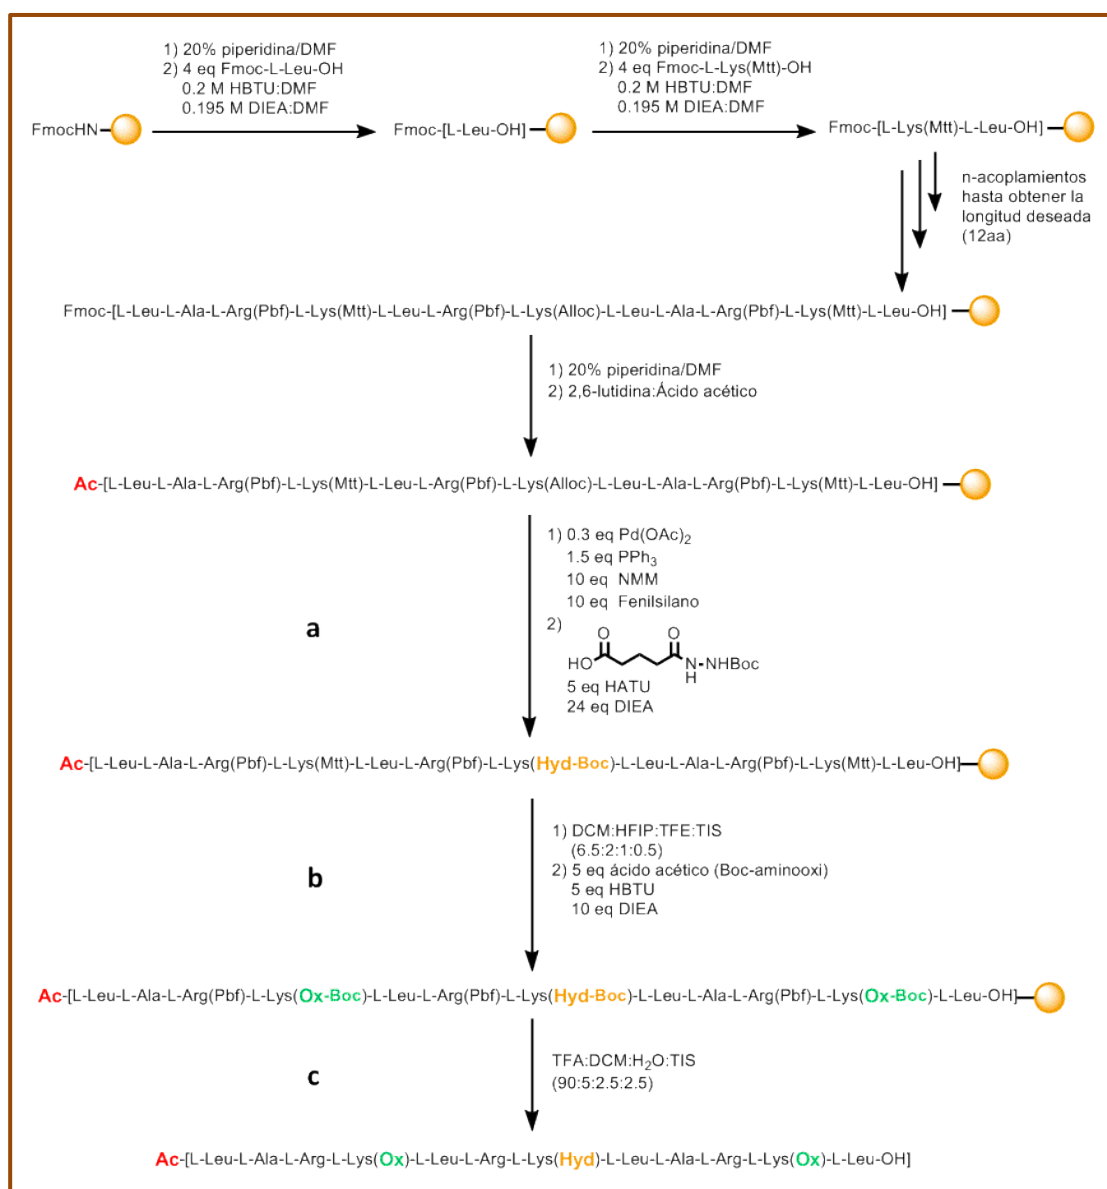 1) 20% piperidina/DMF
2) 4 eq Fmoc-L-Leu-OH
0.2 M HBTU:DMF
0.195 M DIEA:DMF
1) 20% piperidina/DMF
2) 4 eq Fmoc-L-Lys(Mtt)-OH
0.2 M HBTU:DMF
0.195 M DIEA:DMF
FmocHN
Fmoc-[L-Leu-OH]
Fmoc-[L-Lys(Mtt)-L-Leu-OH]
n-acoplamientos
hasta obtener la
longitud deseada
(12aa)
Fmoc-[L-Leu-L-Ala-L-Arg(Pbf)-L-Lys(Mtt)-L-Leu-L-Arg(Pbf)-L-Lys(Alloc)-L-Leu-L-Ala-L-Arg(Pbf)-L-Lys(Mtt)-L-Leu-OH]
1) 20% piperidina/DMF
2) 2,6-lutidina:Ácido acético
Ac-[L-Leu-L-Ala-L-Arg(Pbf)-L-Lys(Mtt)-L-Leu-L-Arg(Pbf)-L-Lys(Alloc)-L-Leu-L-Ala-L-Arg(Pbf)-L-Lys(Mtt)-L-Leu-OH]
1) 0.3 eq Pd(OAc)2
1.5 eq PPh3
10 eq NMM
10 eq Fenilsilano
a
2)
O O
HO N-NHBoc
H
5 eq HATU
24 eq DIEA
Ac-[L-Leu-L-Ala-L-Arg(Pbf)-L-Lys(Mtt)-L-Leu-L-Arg(Pbf)-L-Lys(Hyd-Boc)-L-Leu-L-Ala-L-Arg(Pbf)-L-Lys(Mtt)-L-Leu-OH]
1) DCM:HFIP:TFE:TIS
(6.5:2:1:0.5)
b
2) 5 eq ácido acético (Boc-aminooxi)
5 eq HBTU
10 eq DIEA
Ac-[L-Leu-L-Ala-L-Arg(Pbf)-L-Lys(Ox-Boc)-L-Leu-L-Arg(Pbf)-L-Lys(Hyd-Boc)-L-Leu-L-Ala-L-Arg(Pbf)-L-Lys(Ox-Boc)-L-Leu-OH]
c
TFA:DCM:H2O:TIS
(90:5:2.5:2.5)
Ac-[L-Leu-L-Ala-L-Arg-L-Lys(Ox)-L-Leu-L-Arg-L-Lys(Hyd)-L-Leu-L-Ala-L-Arg-L-Lys(Ox)-L-Leu-OH]